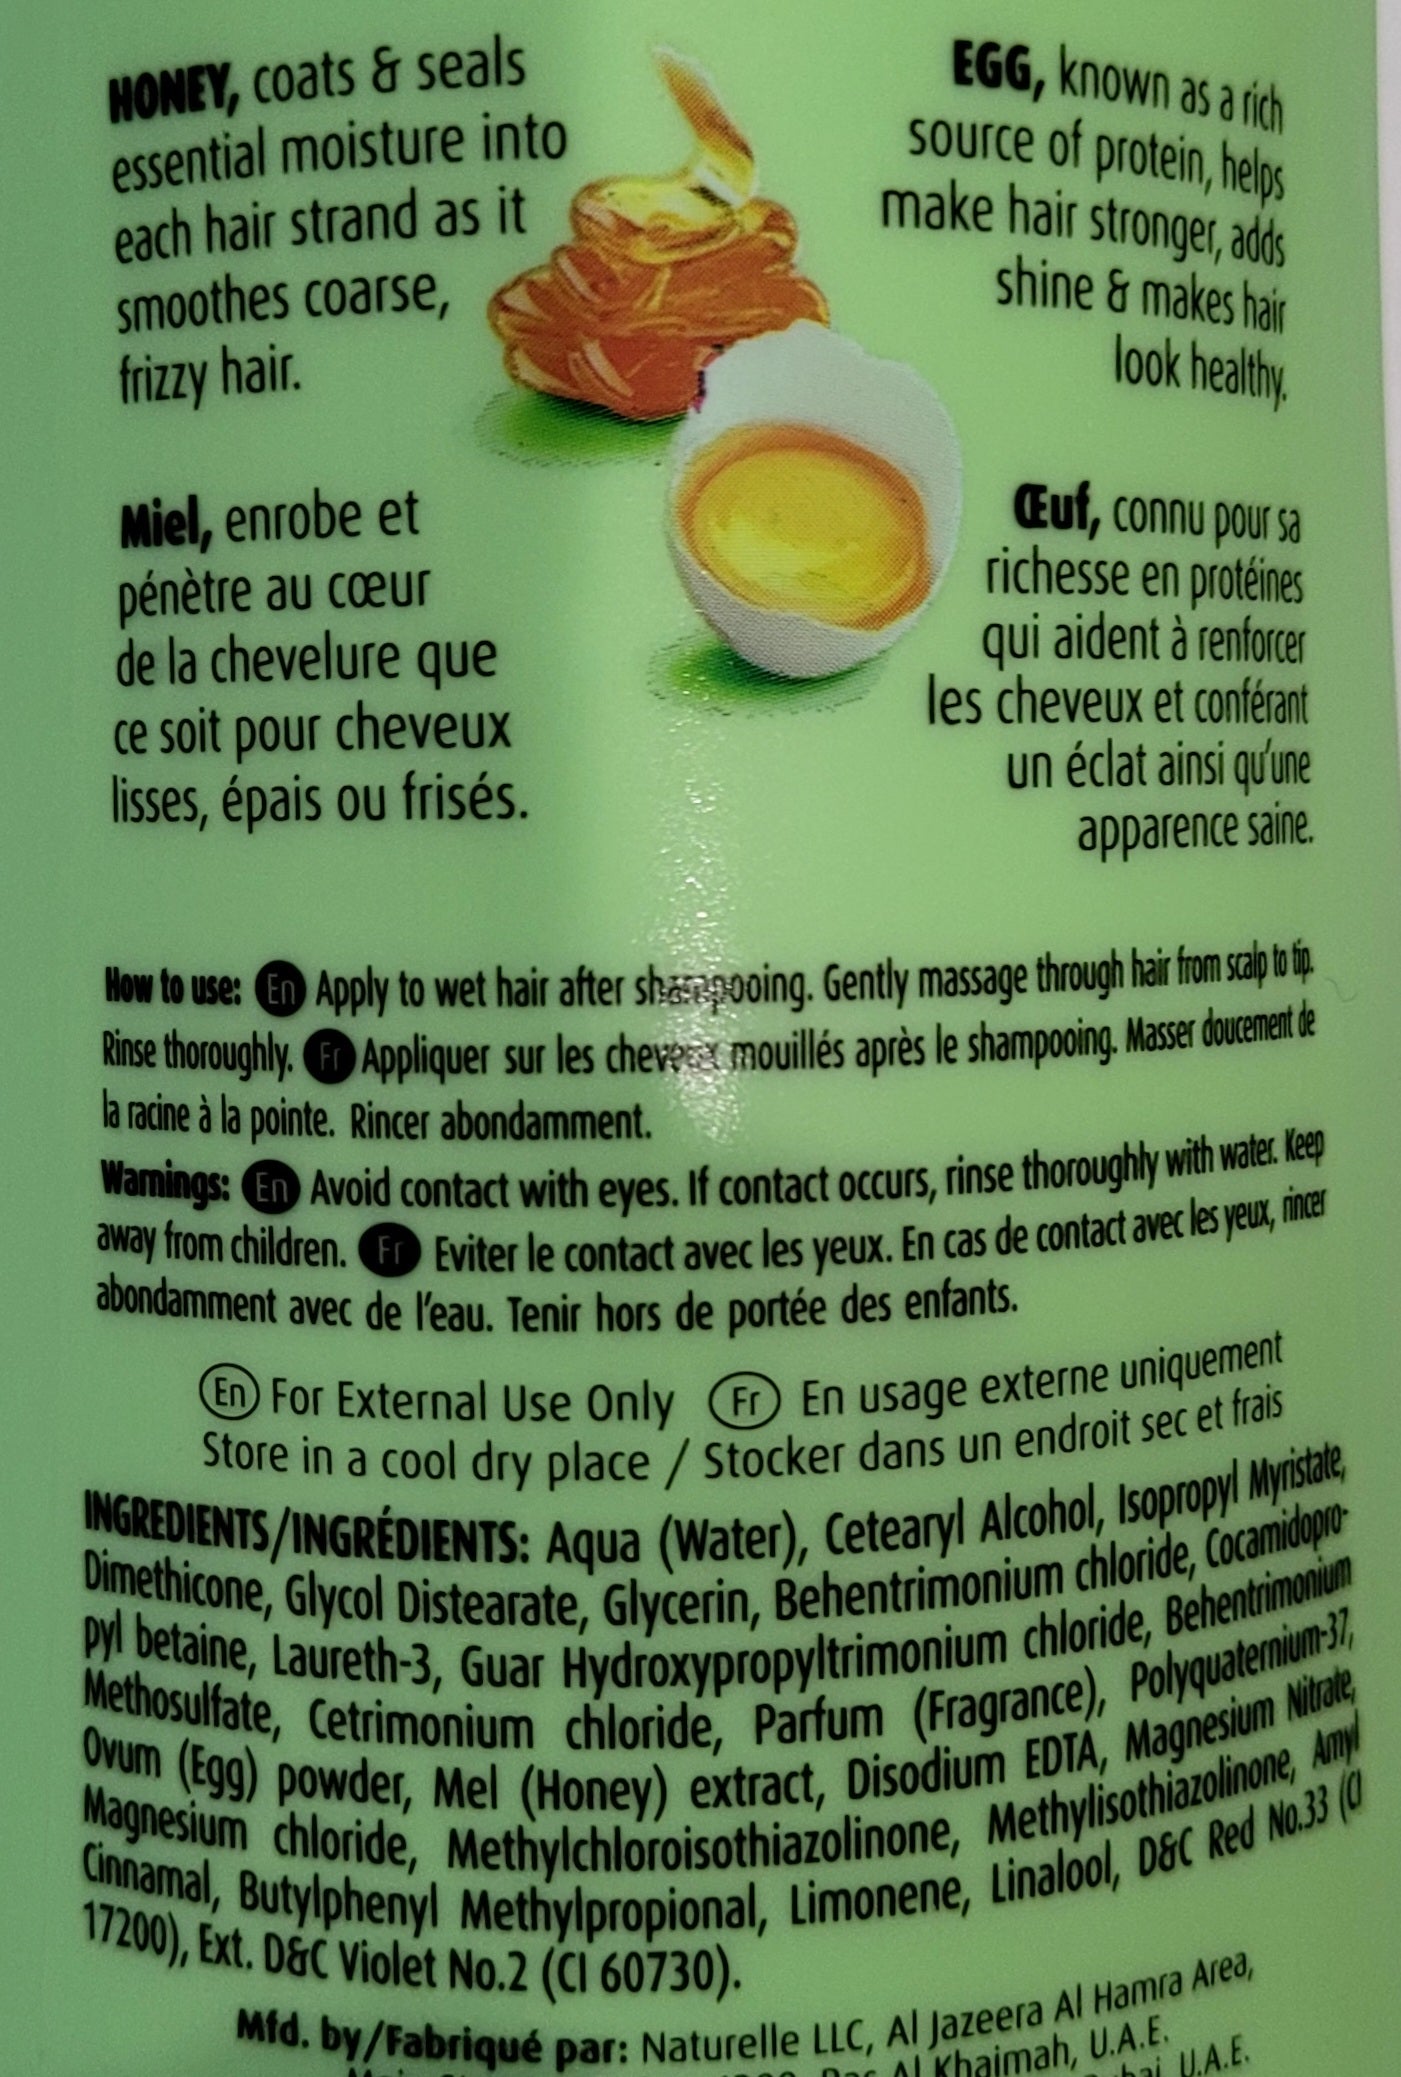 HONEY, coats & seals
essential moisture into
each hair strand as it
smoothes coarse,
frizzy hair.
EGG, known as a rich
source of protein, helps
make hair stronger, adds
shine & makes hair
look healthy.
Miel, enrobe et
pénètre au cœur
de la chevelure que
ce soit pour cheveux
lisses, épais ou frisés.
Œuf, connu pour sa
richesse en protéines
qui aident à renforcer
les cheveux et conférant
un éclat ainsi qu'une
apparence saine.
How to use: En Apply to wet hair after shampooing. Gently massage through hair from scalp to tip.
Rinse thoroughly. Fr Appliquer sur les cheveux mouillés après le shampooing. Masser doucement de
la racine à la pointe. Rincer abondamment.
Warnings: En Avoid contact with eyes. If contact occurs, rinse thoroughly with water. Keep
away from children. Fr Eviter le contact avec les yeux. En cas de contact avec les yeux, rincer
abondamment avec de l'eau. Tenir hors de portée des enfants.
En For External Use Only Fr En usage externe uniquement
Store in a cool dry place / Stocker dans un endroit sec et frais
INGREDIENTS/INGRÉDIENTS: Aqua (Water), Cetearyl Alcohol, Isopropyl Myristate,
Dimethicone, Glycol Distearate, Glycerin, Behentrimonium chloride, Cocamidopro-
pyl betaine, Laureth-3, Guar Hydroxypropyltrimonium chloride, Behentrimonium
Methosulfate, Cetrimonium chloride, Parfum (Fragrance), Polyquaternium-37,
Ovum (Egg) powder, Mel (Honey) extract, Disodium EDTA, Magnesium Nitrate,
Magnesium chloride, Methylchloroisothiazolinone, Methylisothiazolinone, Amyl
Cinnamal, Butylphenyl Methylpropional, Limonene, Linalool, D&C Red No.33 (CI
17200), Ext. D&C Violet No.2 (CI 60730).
Mfd. by/Fabriqué par: Naturelle LLC, Al Jazeera Al Hamra Area,
Al Khaimah, U.A.E.
U.A.E.